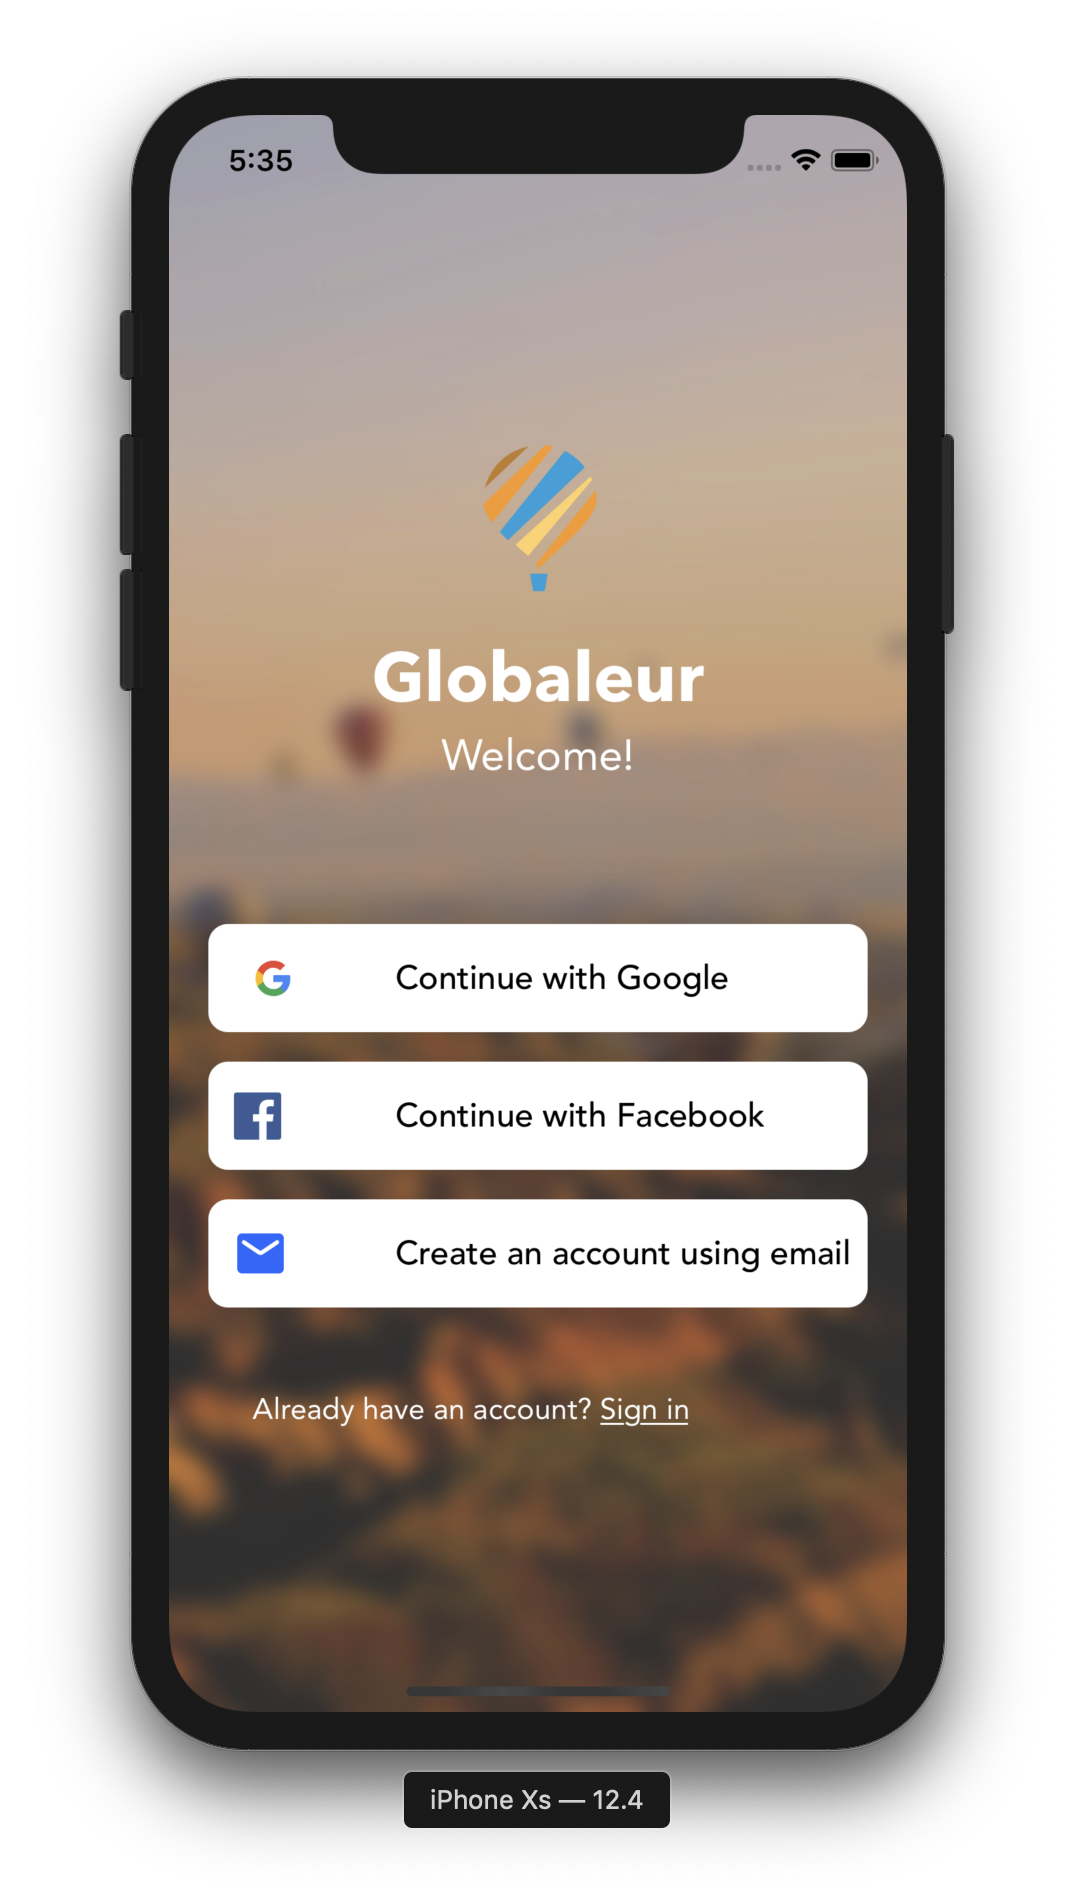 5:35
Globaleur
Welcome!
Continue with Google
Continue with Facebook
Create an account using email
Already have an account? Sign in
iPhone Xs — 12.4